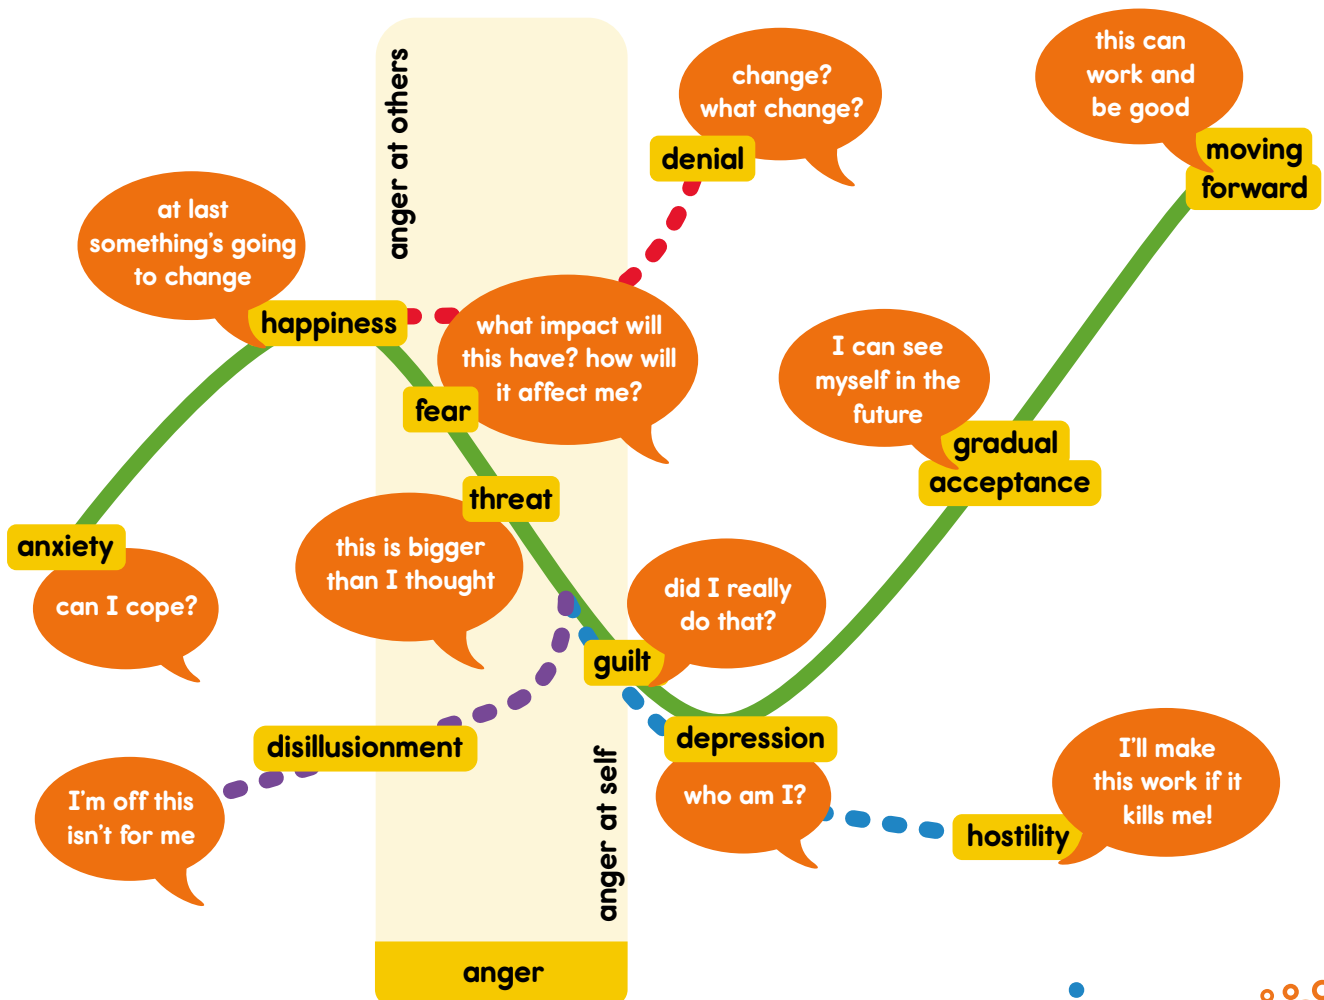 this can
work and
be good
moving
forward
anger at others
change?
what change?
denial
at last
something's going
to change
happiness
what impact will
this have? how will
it affect me?
fear
I can see
myself in the
future
gradual
acceptance
threat
anxiety
can I cope?
this is bigger
than I thought
did I really
do that?
guilt
disillusionment
I'm off this
isn't for me
anger at self
depression
who am I?
hostility
I'll make
this work if it
kills me!
anger